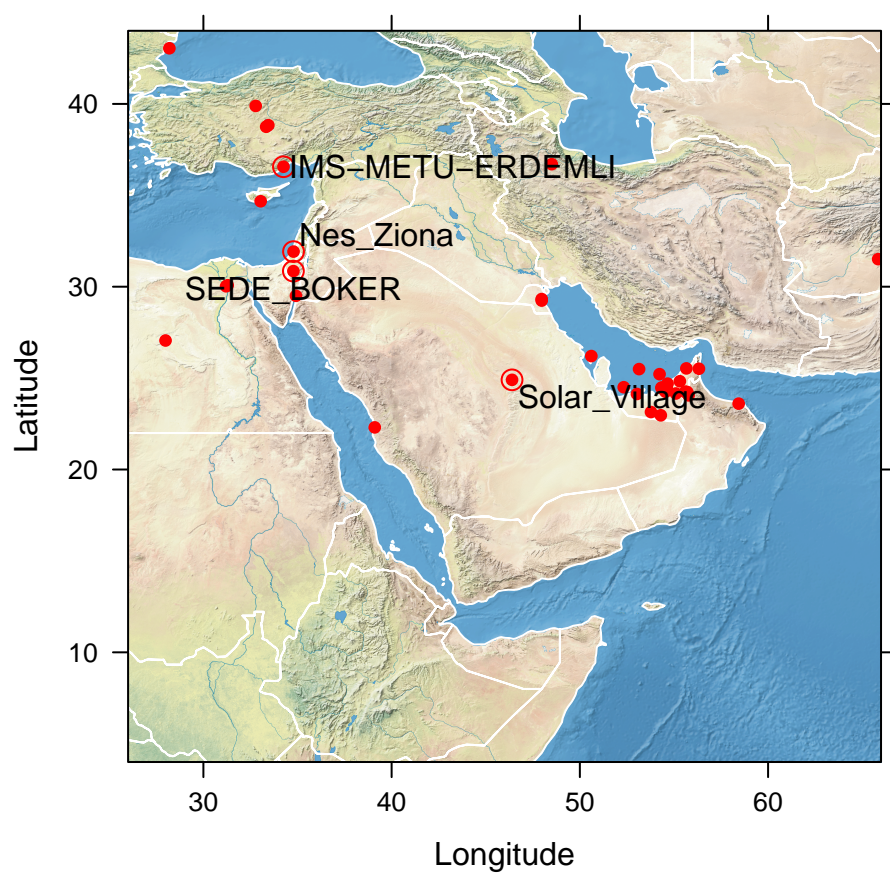 40
IMS−METU−ERDEMLI
Nes_Ziona
30
SEDE_BOKER
Solar_Village
20
10
30 40 50 60
Latitude
Longitude